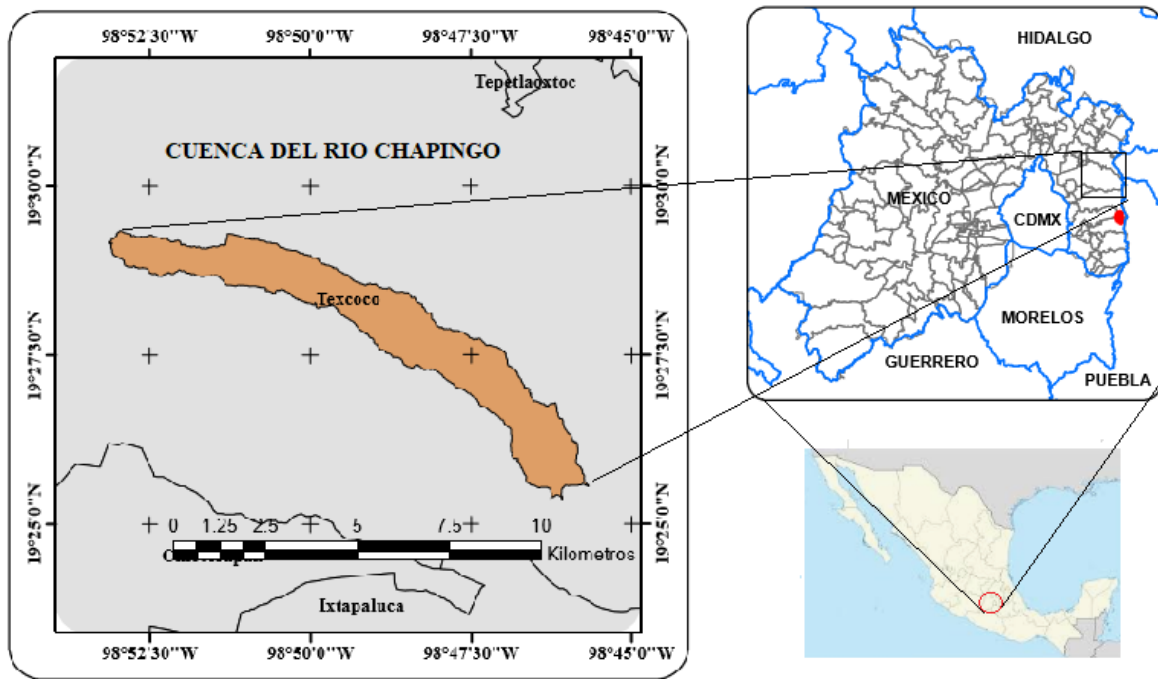 98°52'30"W 98°50'0"W 98°47'30"W 98°45'0"W
Tepetlaoxtoc
CUENCA DEL RIO CHAPINGO
19°30'0"N 19°30'0"N
Texcoco
19°27'30"N 19°27'30"N
19°25'0"N 19°25'0"N
0 1.25 2.5 5 7.5 10
Kilometros
Ixtapaluca
98°52'30"W 98°50'0"W 98°47'30"W 98°45'0"W
HIDALGO
MEXICO
CDMX
MORELOS
GUERRERO
PUEBLA